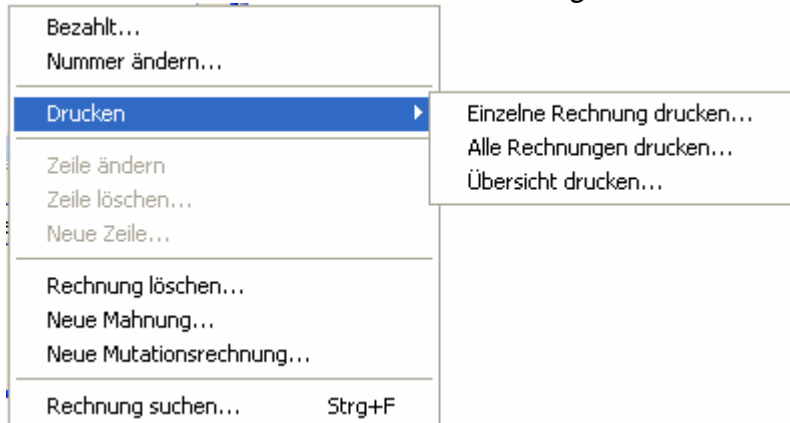 Bezahlt...
Nummer ändern...
Drucken
Einzelne Rechnung drucken...
Alle Rechnungen drucken...
Übersicht drucken...
Zeile ändern
Zeile löschen...
Neue Zeile...
Rechnung löschen...
Neue Mahnung...
Neue Mutationsrechnung...
Rechnung suchen... Strg+F